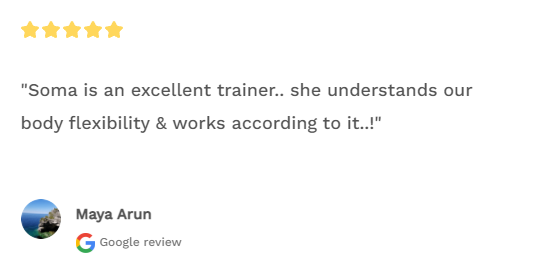 "Soma is an excellent trainer.. she understands our
body flexibility & works according to it..!"
Maya Arun
Google review